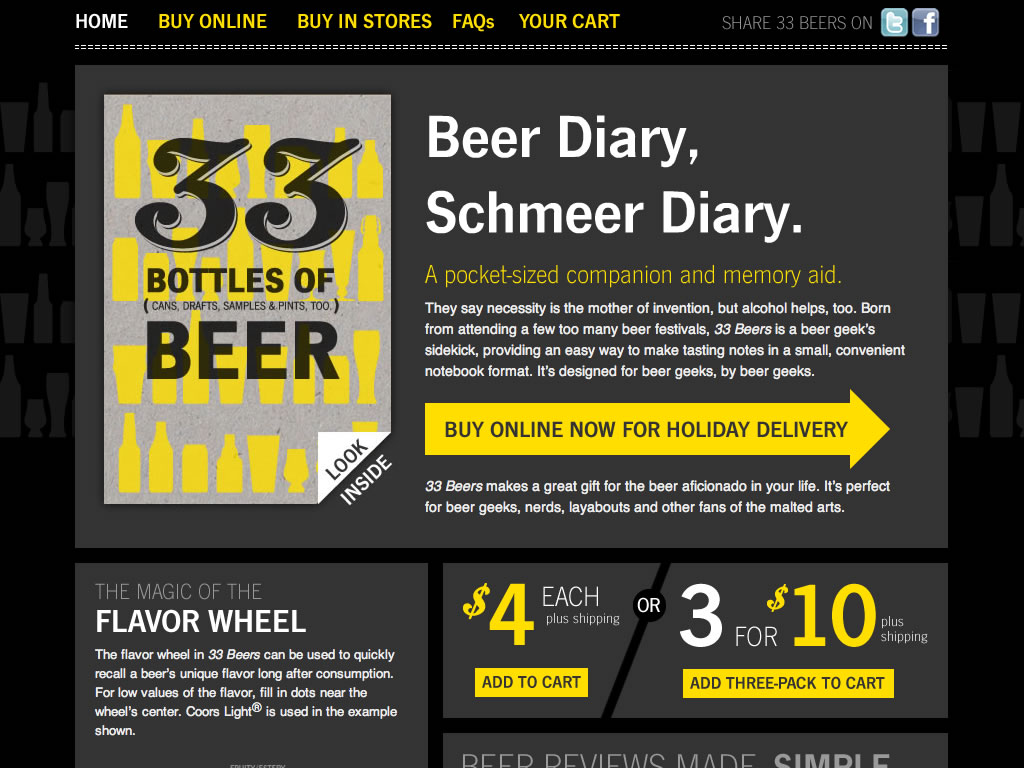 HOME BUY ONLINE BUY IN STORES FAQs YOUR CART SHARE 33 BEERS ON
33
BOTTLES OF
( CANS, DRAFTS, SAMPLES & PINTS, TOO. )
BEER
LOOK
INSIDE
Beer Diary,
Schmeer Diary.
A pocket-sized companion and memory aid.
They say necessity is the mother of invention, but alcohol helps, too. Born
from attending a few too many beer festivals, 33 Beers is a beer geek's
sidekick, providing an easy way to make tasting notes in a small, convenient
notebook format. It's designed for beer geeks, by beer geeks.
BUY ONLINE NOW FOR HOLIDAY DELIVERY
33 Beers makes a great gift for the beer aficionado in your life. It's perfect
for beer geeks, nerds, layabouts and other fans of the malted arts.
THE MAGIC OF THE
FLAVOR WHEEL
The flavor wheel in 33 Beers can be used to quickly
recall a beer's unique flavor long after consumption.
For low values of the flavor, fill in dots near the
wheel's center. Coors Light® is used in the example
shown.
$4 EACH
plus shipping
ADD TO CART
OR
3 FOR $10 plus
shipping
ADD THREE-PACK TO CART
BEER REVIEWS MADE SIMPLE